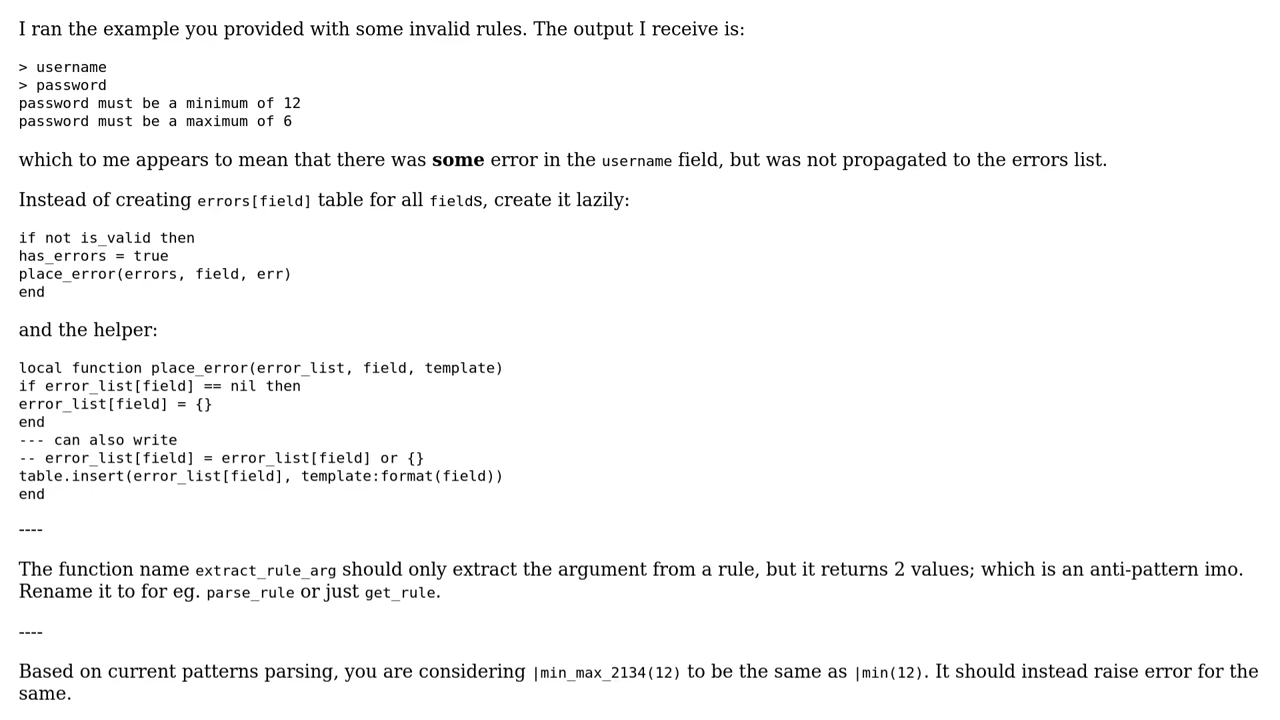 I ran the example you provided with some invalid rules. The output I receive is:
> username
> password
password must be a minimum of 12
password must be a maximum of 6
which to me appears to mean that there was some error in the username field, but was not propagated to the errors list.
Instead of creating errors[field] table for all fields, create it lazily:
if not is_valid then
has_errors = true
place_error(errors, field, err)
end
and the helper:
local function place_error(error_list, field, template)
if error_list[field] == nil then
error_list[field] = {}
end
--- can also write
-- error_list[field] = error_list[field] or {}
table.insert(error_list[field], template:format(field))
end
----
The function name extract_rule_arg should only extract the argument from a rule, but it returns 2 values; which is an anti-pattern imo.
Rename it to for eg. parse_rule or just get_rule.
----
Based on current patterns parsing, you are considering |min_max_2134(12) to be the same as |min(12). It should instead raise error for the
same.